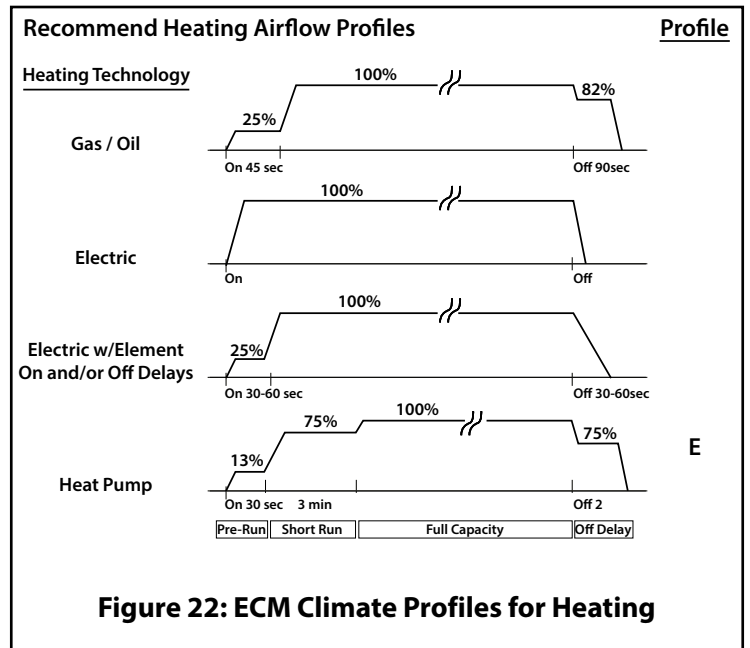 Recommend Heating Airflow Profiles Profile
Heating Technology
100%
82%
25%
Gas / Oil
On 45 sec Off 90sec
100%
Electric
On Off
100%
Electric w/Element
On and/or Off Delays
25%
On 30-60 sec Off 30-60sec
100%
75% 75%
13%
E
Heat Pump
On 30 sec 3 min Off 2
Pre-Run Short Run Full Capacity Off Delay
Figure 22: ECM Climate Profiles for Heating